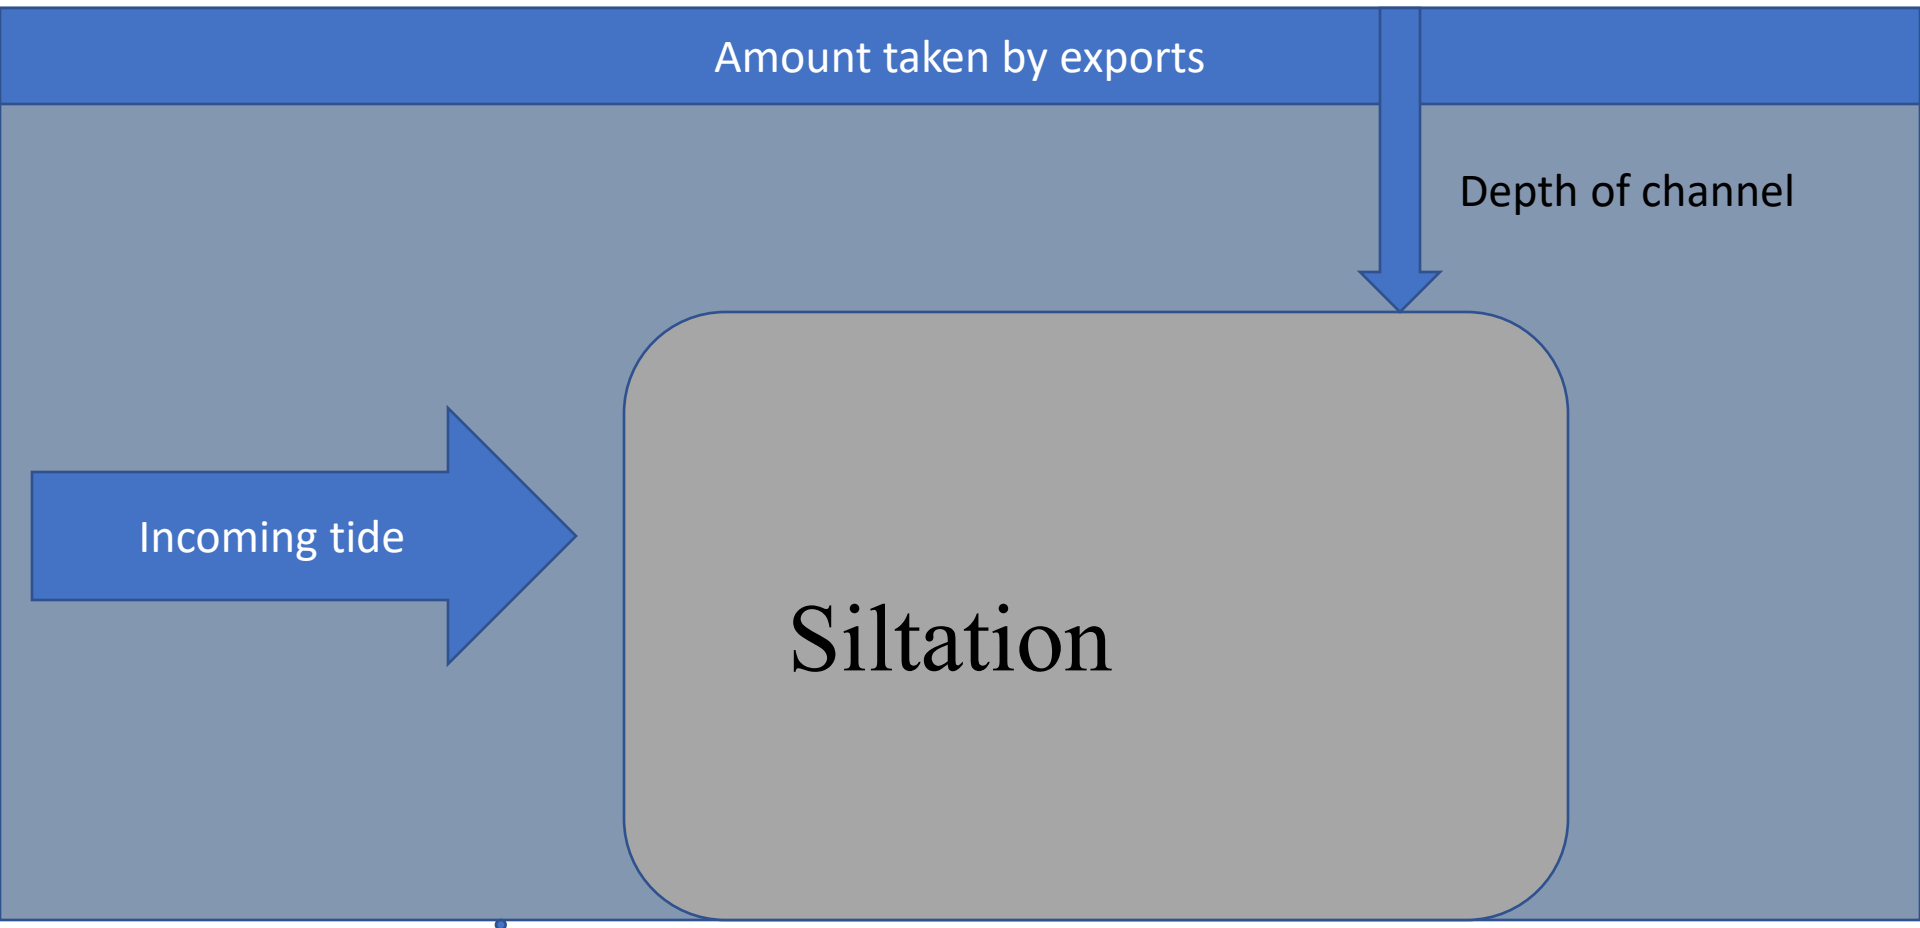 Amount taken by exports
Depth of channel
Incoming tide
Siltation